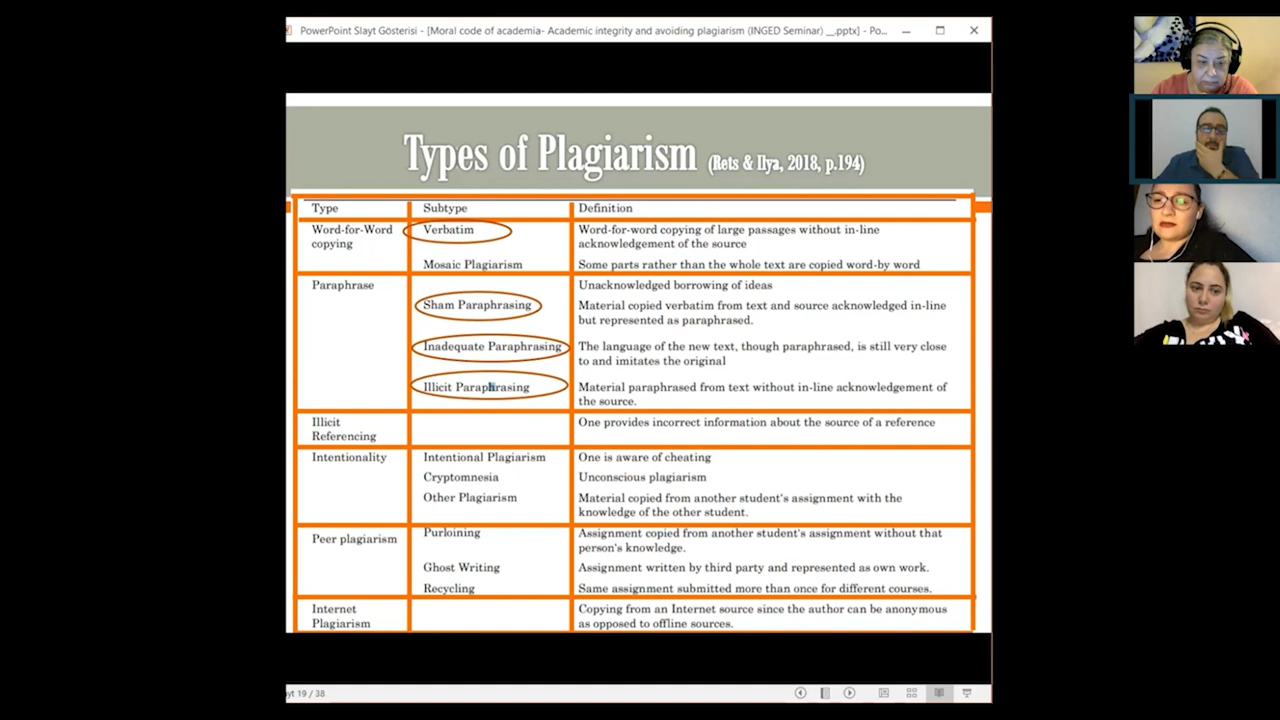 PowerPoint Slayt Gösterisi - [Moral code of academia- Academic integrity and avoiding plagiarism (INGED Seminar) __.pptx] - Po...
Types of Plagiarism (Rets & Ilya, 2018, p.194)
Type Subtype Definition
Word-for-Word copying
Verbatim
Word-for-word copying of large passages without in-line
acknowledgement of the source
Mosaic Plagiarism
Some parts rather than the whole text are copied word-by word
Paraphrase
Unacknowledged borrowing of ideas
Sham Paraphrasing
Material copied verbatim from text and source acknowledged in-line
but represented as paraphrased.
Inadequate Paraphrasing
The language of the new text, though paraphrased, is still very close
to and imitates the original
Illicit Paraphrasing
Material paraphrased from text without in-line acknowledgement of
the source.
Illicit
Referencing
One provides incorrect information about the source of a reference
Intentionality
Intentional Plagiarism
One is aware of cheating
Cryptomnesia
Unconscious plagiarism
Other Plagiarism
Material copied from another student's assignment with the
knowledge of the other student.
Peer plagiarism
Purloining
Assignment copied from another student's assignment without that
person's knowledge.
Ghost Writing
Assignment written by third party and represented as own work.
Recycling
Same assignment submitted more than once for different courses.
Internet
Plagiarism
Copying from an Internet source since the author can be anonymous
as opposed to offline sources.
yt 19 / 38